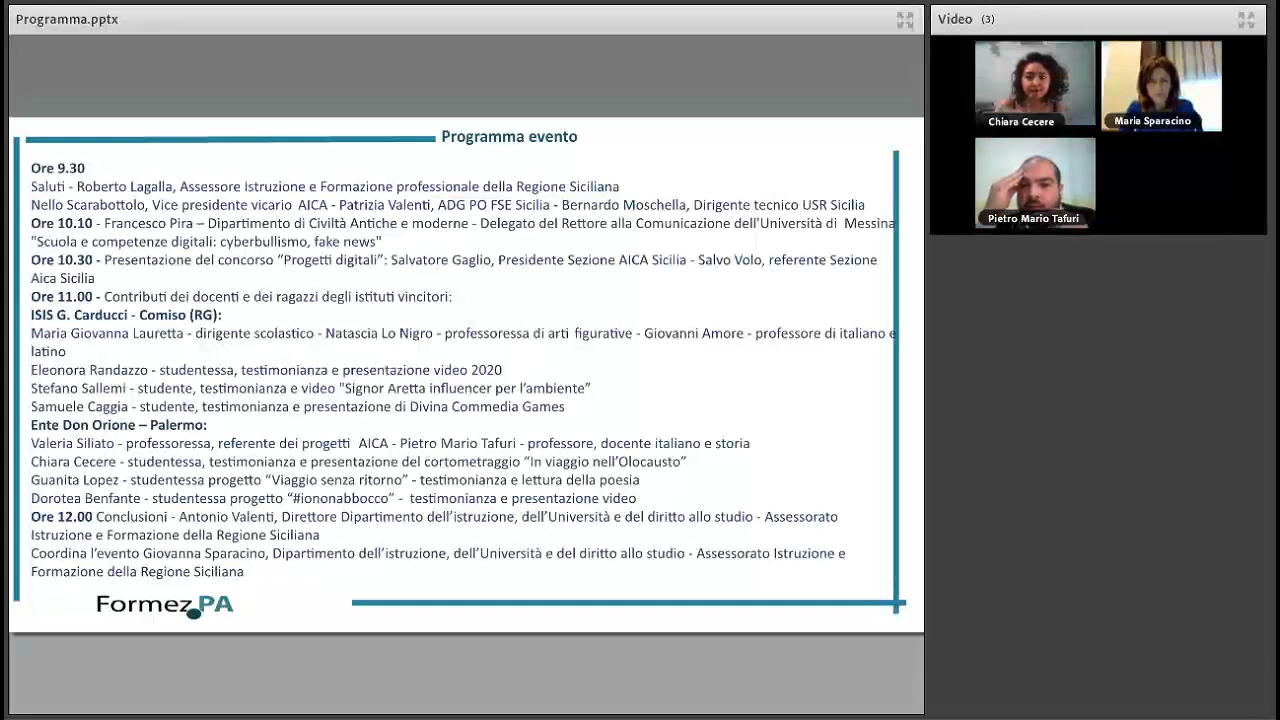 Programma.pptx
Video (3)
Chiara Cecere
Maria Sparacino
Pietro Mario Tafuri
Programma evento
Ore 9.30
Saluti - Roberto Lagalla, Assessore Istruzione e Formazione professionale della Regione Siciliana
Nello Scarabottolo, Vice presidente vicario AICA - Patrizia Valenti, ADG PO FSE Sicilia - Bernardo Moschella, Dirigente tecnico USR Sicilia
Ore 10.10 - Francesco Pira – Dipartimento di Civiltà Antiche e moderne - Delegato del Rettore alla Comunicazione dell'Università di Messina
"Scuola e competenze digitali: cyberbullismo, fake news"
Ore 10.30 - Presentazione del concorso “Progetti digitali”: Salvatore Gaglio, Presidente Sezione AICA Sicilia - Salvo Volo, referente Sezione
Aica Sicilia
Ore 11.00 - Contributi dei docenti e dei ragazzi degli istituti vincitori:
ISIS G. Carducci - Comiso (RG):
Maria Giovanna Lauretta - dirigente scolastico - Natascia Lo Nigro - professoressa di arti figurative - Giovanni Amore - professore di italiano e
latino
Eleonora Randazzo - studentessa, testimonianza e presentazione video 2020
Stefano Sallemi - studente, testimonianza e video "Signor Aretta influencer per l’ambiente”
Samuele Caggia - studente, testimonianza e presentazione di Divina Commedia Games
Ente Don Orione – Palermo:
Valeria Siliato - professoressa, referente dei progetti AICA - Pietro Mario Tafuri - professore, docente italiano e storia
Chiara Cecere - studentessa, testimonianza e presentazione del cortometraggio “In viaggio nell’Olocausto”
Guanita Lopez - studentessa progetto “Viaggio senza ritorno” - testimonianza e lettura della poesia
Dorotea Benfante - studentessa progetto “#iononabbocco” - testimonianza e presentazione video
Ore 12.00 Conclusioni - Antonio Valenti, Direttore Dipartimento dell’istruzione, dell’Università e del diritto allo studio - Assessorato
Istruzione e Formazione della Regione Siciliana
Coordina l’evento Giovanna Sparacino, Dipartimento dell’istruzione, dell’Università e del diritto allo studio - Assessorato Istruzione e
Formazione della Regione Siciliana
Formez PA